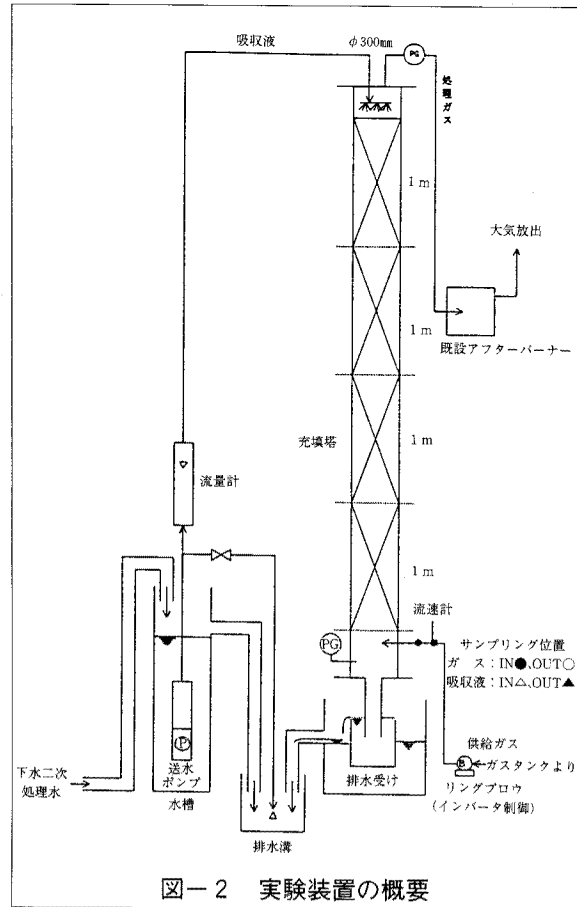 吸収液
φ300mm
PG
処理ガス
1 m
大気放出
1 m
既設アフターバーナー
充填塔
1 m
流量計
1 m
流速計
PG
サンプリング位置
ガ ス：IN●,OUT○
吸収液：IN△,OUT▲
供給ガス
B
ガスタンクより
リングブロウ
(インバータ制御)
P
送水
ポンプ
水槽
下水二次
処理水
排水受け
排水溝
図－2 実験装置の概要